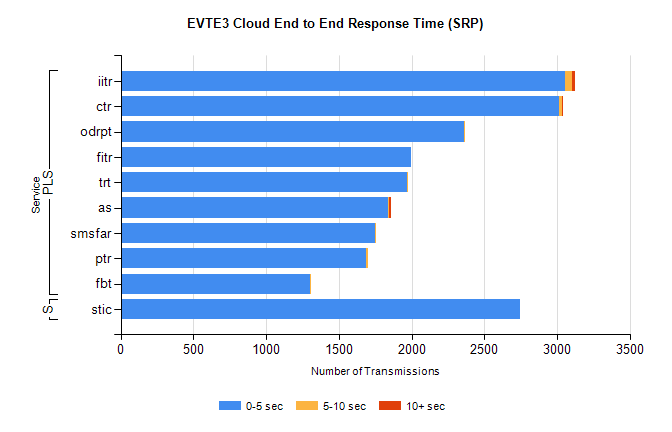 EVTE3 Cloud End to End Response Time (SRP)
Service
PLS
S
iitr
ctr
odrpt
fitr
trt
as
smsfar
ptr
fbt
stic
0 500 1000 1500 2000 2500 3000 3500
Number of Transmissions
0-5 sec 5-10 sec 10+ sec